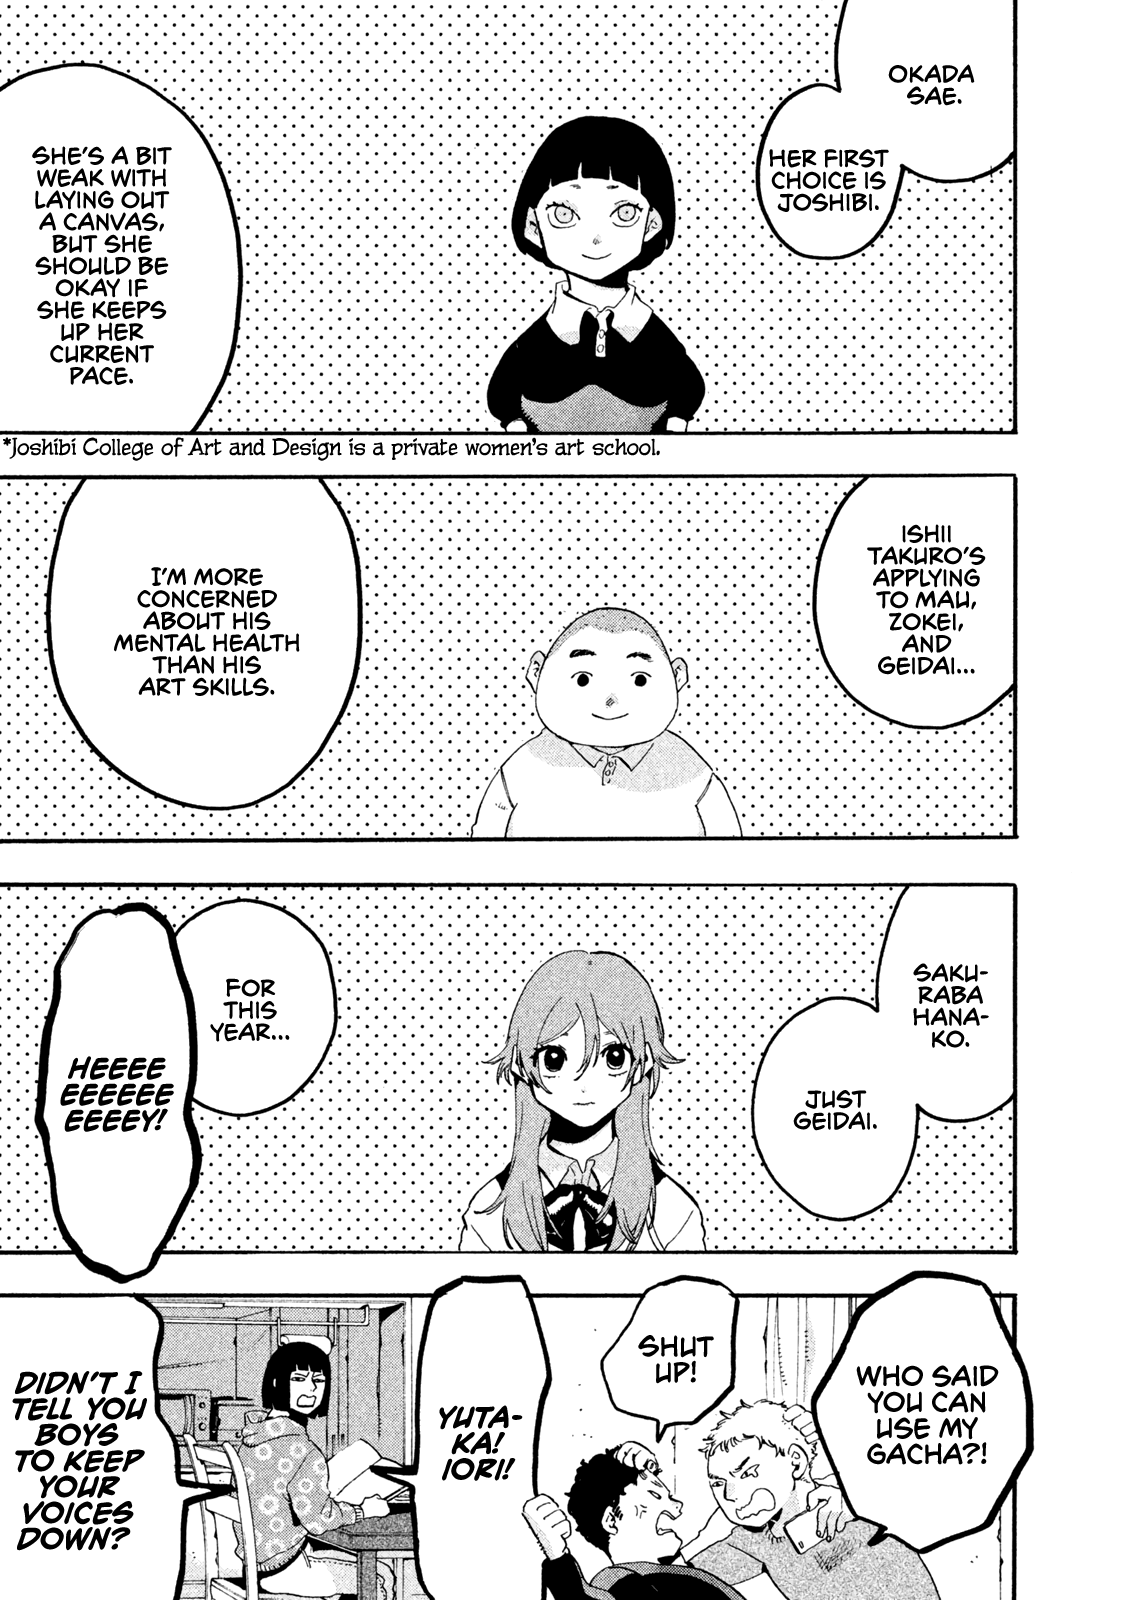 OKADA
SAE.
HER FIRST
CHOICE IS
JOSHIBI.
SHE'S A BIT
WEAK WITH
LAYING OUT
A CANVAS,
BUT SHE
SHOULD BE
OKAY IF
SHE KEEPS
UP HER
CURRENT
PACE.
*Joshibi College of Art and Design is a private women's art school.
ISHII
TAKURO'S
APPLYING
TO MAU,
ZOKEI,
AND
GEIDAI...
I'M MORE
CONCERNED
ABOUT HIS
MENTAL HEALTH
THAN HIS
ART SKILLS.
SAKU-
RABA
HANA-
KO.
JUST
GEIDAI.
FOR
THIS
YEAR...
HEEEE
EEEEEE
EEEEY!
WHO SAID
YOU CAN
USE MY
GACHA?!
SHUT
UP!
YUTA-
KA!
IORI!
DIDN'T I
TELL YOU
BOYS
TO KEEP
YOUR
VOICES
DOWN?